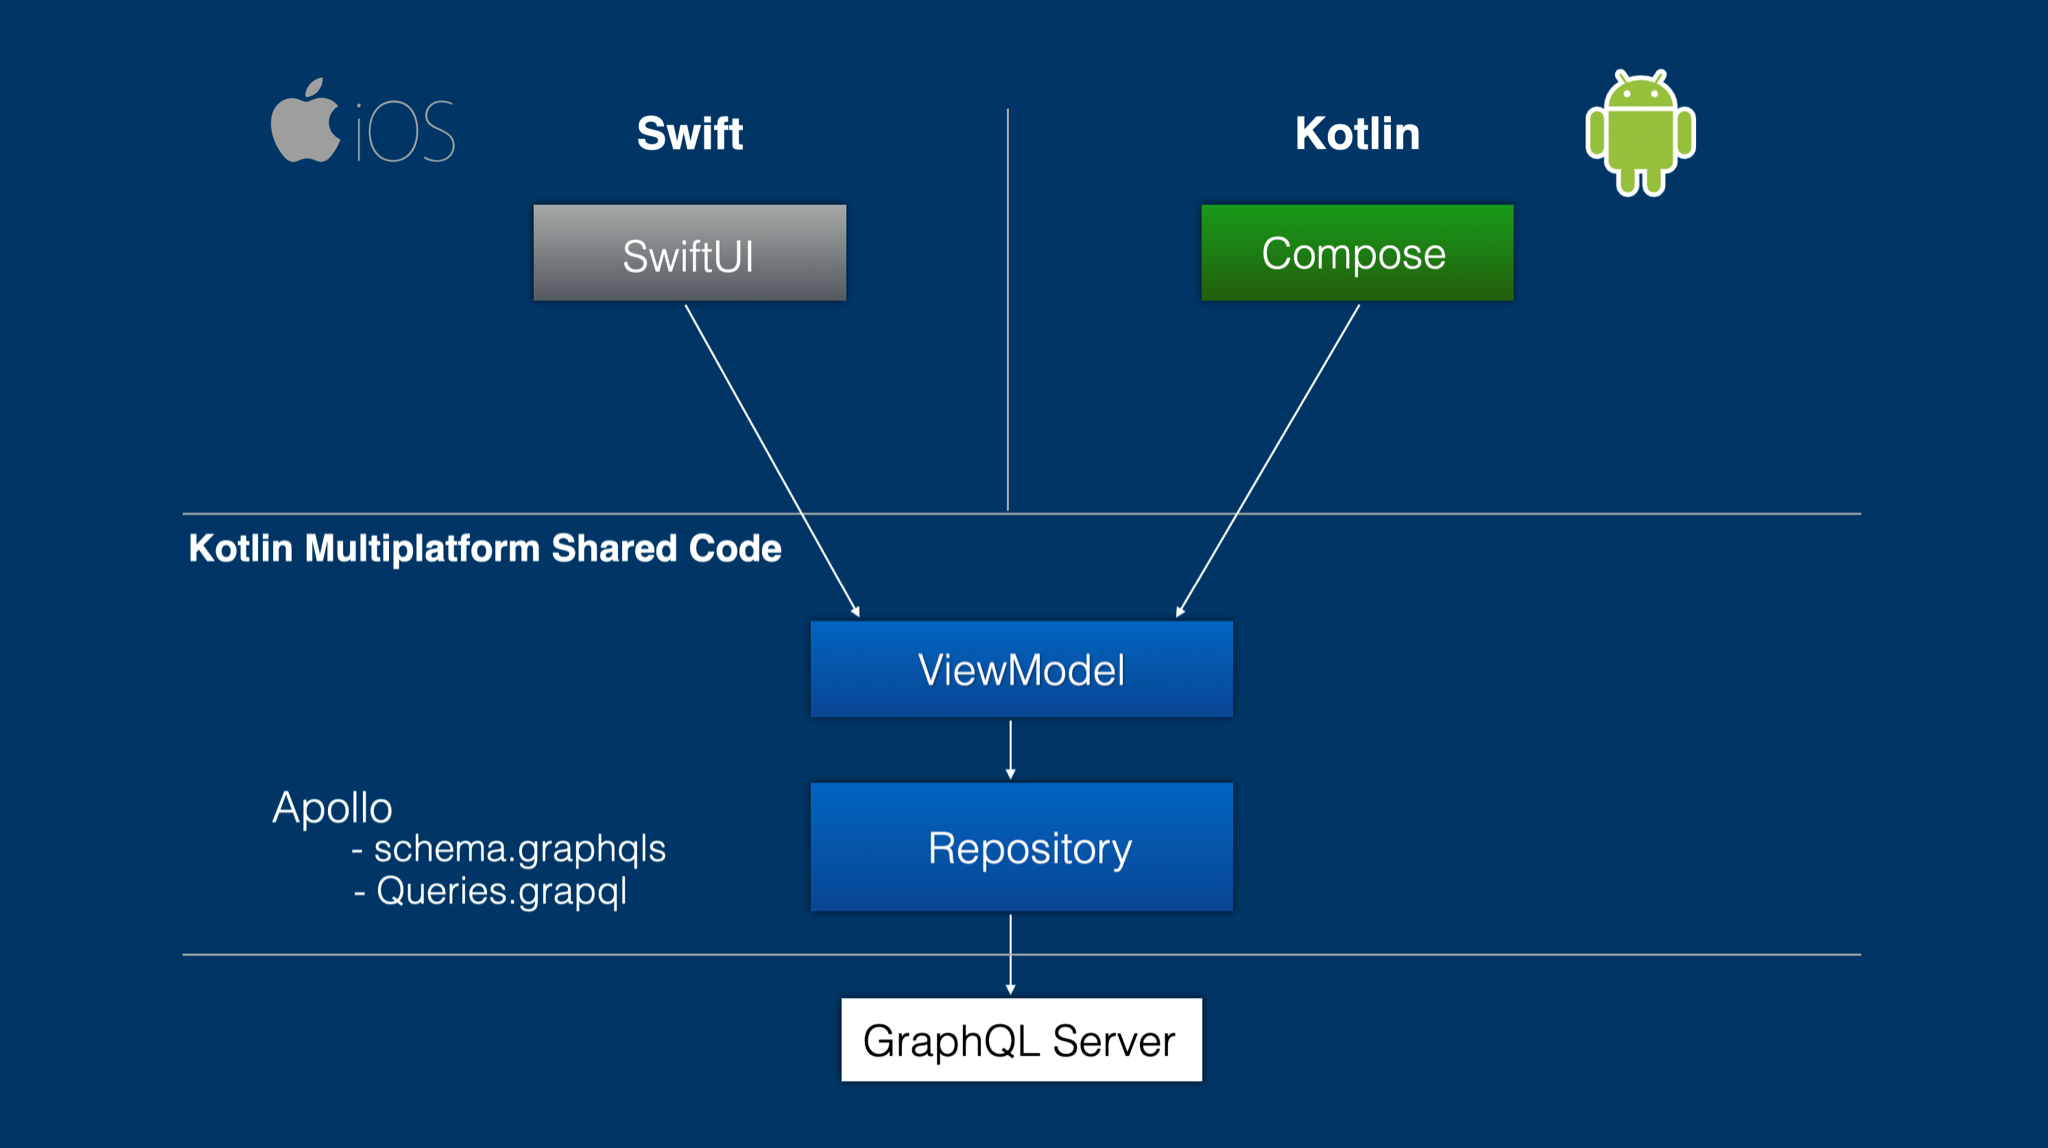 iOS
Swift
Kotlin
SwiftUI
Compose
Kotlin Multiplatform Shared Code
ViewModel
Apollo
- schema.graphqls
- Queries.grapql
Repository
GraphQL Server